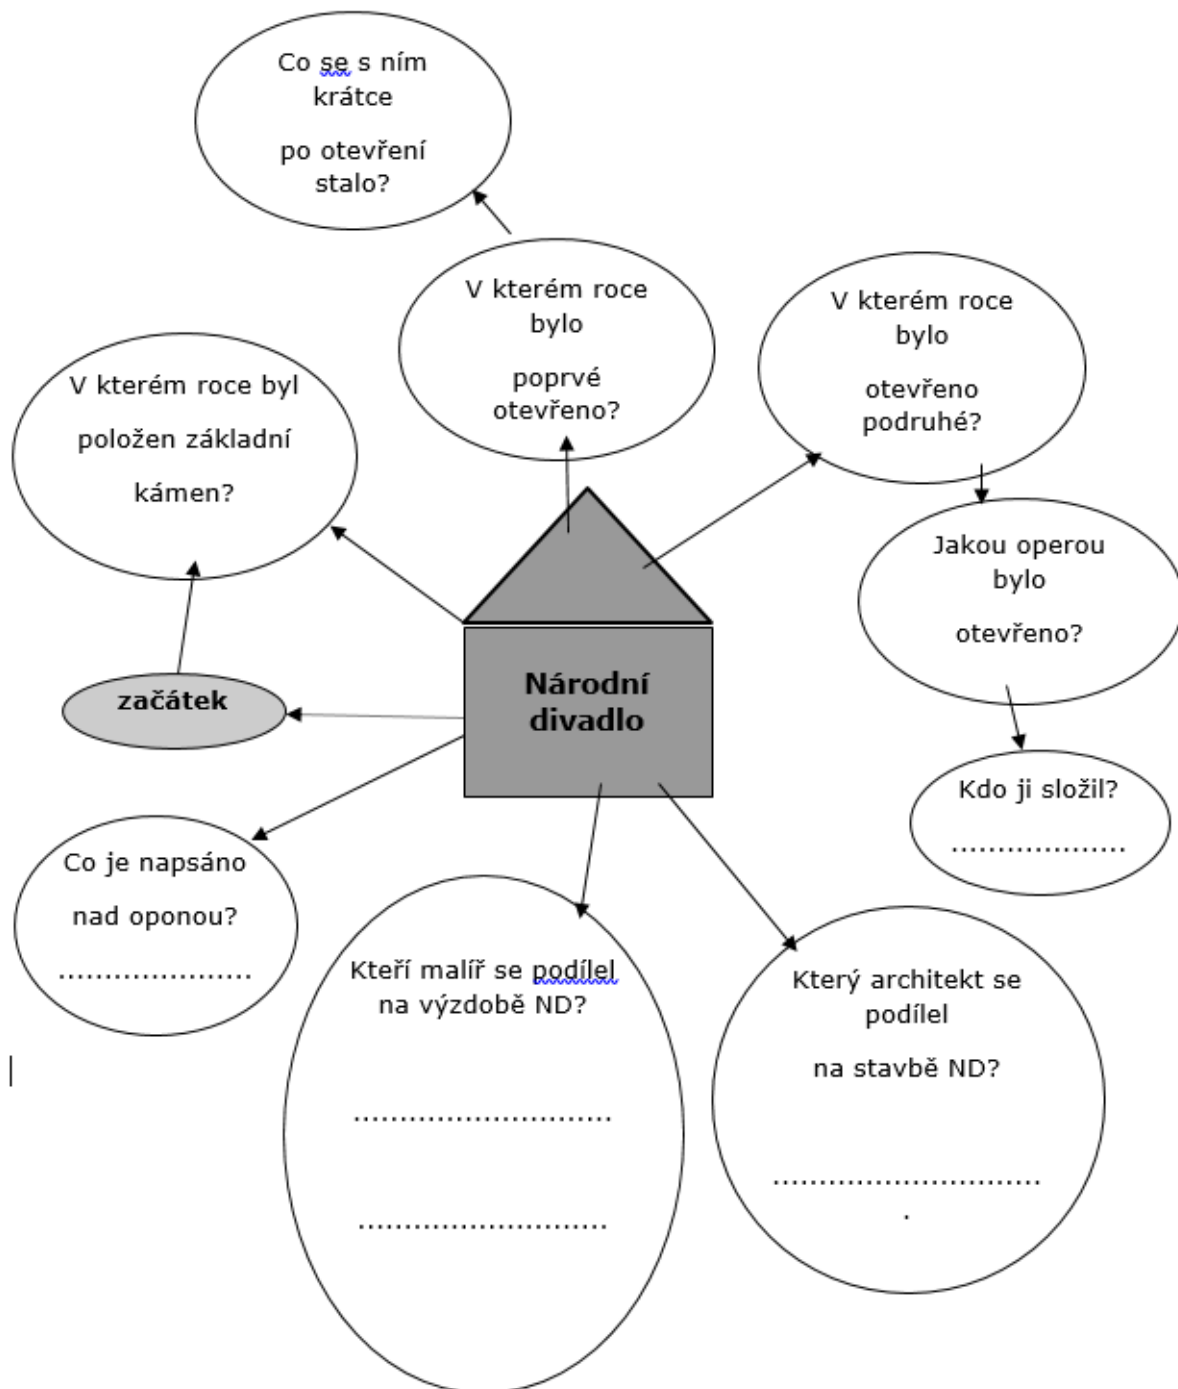 Co se s ním
krátce
po otevření
stalo?
V kterém roce
bylo
poprvé
otevřeno?
V kterém roce
bylo
otevřeno
podruhé?
V kterém roce byl
položen základní
kámen?
Jakou operou
bylo
otevřeno?
začátek
Národní
divadlo
Kdo ji složil?
...................
Co je napsáno
nad oponou?
.....................
Kteří malíř se podílel
na výzdobě ND?
............................
...........................
Který architekt se
podílel
na stavbě ND?
.............................
.